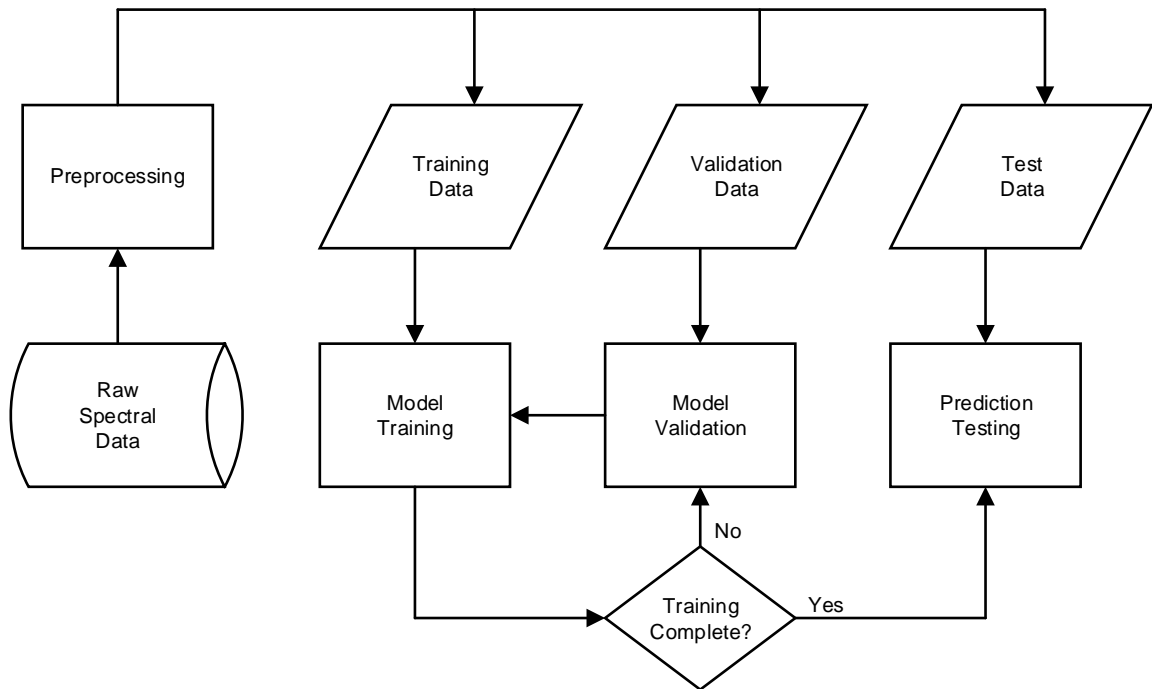 Preprocessing
Training
Data
Validation
Data
Test
Data
Raw
Spectral
Data
Model
Training
Model
Validation
Prediction
Testing
No
Training
Complete?
Yes